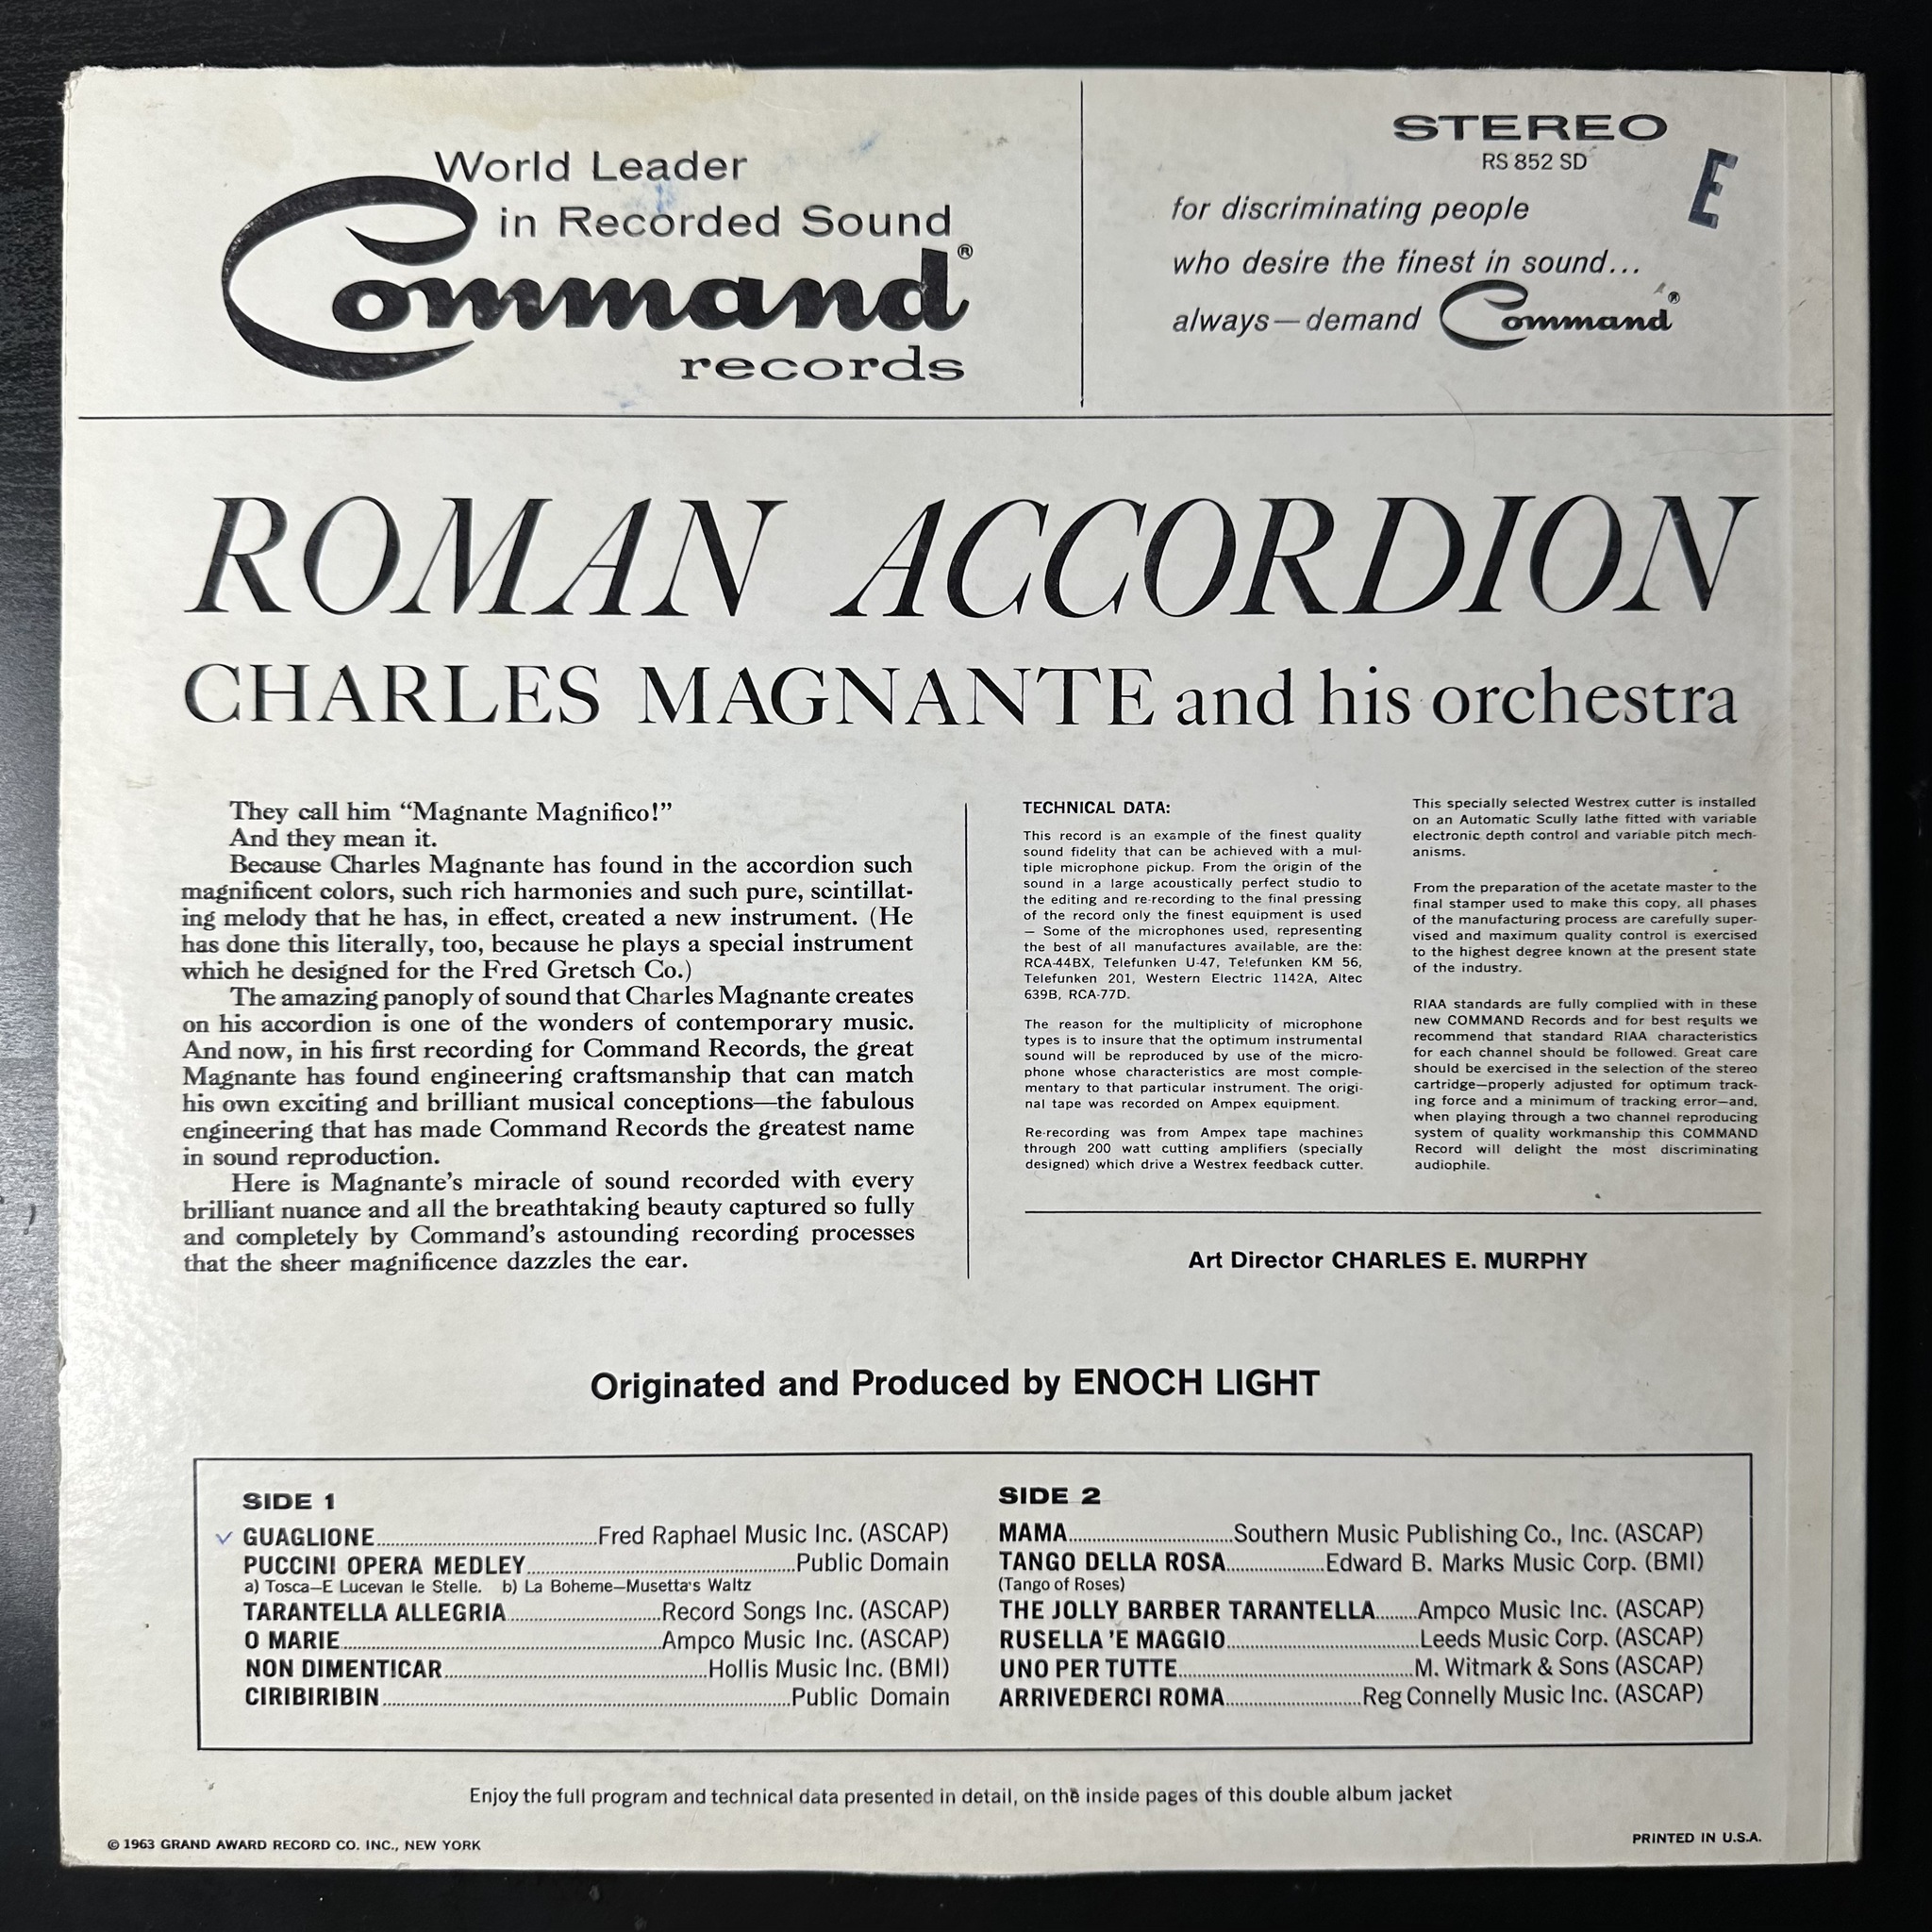 World Leader
in Recorded Sound
Command®
records
STEREO
RS 852 SD
E
for discriminating people
who desire the finest in sound...
always—demand Command®
ROMAN ACCORDION
CHARLES MAGNANTE and his orchestra
They call him “Magnante Magnifico!”
And they mean it.
Because Charles Magnante has found in the accordion such
magnificent colors, such rich harmonies and such pure, scintillat-
ing melody that he has, in effect, created a new instrument. (He
has done this literally, too, because he plays a special instrument
which he designed for the Fred Gretsch Co.)
The amazing panoply of sound that Charles Magnante creates
on his accordion is one of the wonders of contemporary music.
And now, in his first recording for Command Records, the great
Magnante has found engineering craftsmanship that can match
his own exciting and brilliant musical conceptions—the fabulous
engineering that has made Command Records the greatest name
in sound reproduction.
Here is Magnante’s miracle of sound recorded with every
brilliant nuance and all the breathtaking beauty captured so fully
and completely by Command’s astounding recording processes
that the sheer magnificence dazzles the ear.
TECHNICAL DATA:
This record is an example of the finest quality
sound fidelity that can be achieved with a mul-
tiple microphone pickup. From the origin of the
sound in a large acoustically perfect studio to
the editing and re-recording to the final pressing
of the record only the finest equipment is used
— Some of the microphones used, representing
the best of all manufactures available, are the:
RCA-44BX, Telefunken U-47, Telefunken KM 56,
Telefunken 201, Western Electric 1142A, Altec
639B, RCA-77D.
The reason for the multiplicity of microphone
types is to insure that the optimum instrumental
sound will be reproduced by use of the micro-
phone whose characteristics are most comple-
mentary to that particular instrument. The origi-
nal tape was recorded on Ampex equipment.
Re-recording was from Ampex tape machines
through 200 watt cutting amplifiers (specially
designed) which drive a Westrex feedback cutter.
This specially selected Westrex cutter is installed
on an Automatic Scully lathe fitted with variable
electronic depth control and variable pitch mech-
anisms.
From the preparation of the acetate master to the
final stamper used to make this copy, all phases
of the manufacturing process are carefully super-
vised and maximum quality control is exercised
to the highest degree known at the present state
of the industry.
RIAA standards are fully complied with in these
new COMMAND Records and for best results we
recommend that standard RIAA characteristics
for each channel should be followed. Great care
should be exercised in the selection of the stereo
cartridge—properly adjusted for optimum track-
ing force and a minimum of tracking error—and,
when playing through a two channel reproducing
system of quality workmanship this COMMAND
Record will delight the most discriminating
audiophile.
Art Director CHARLES E. MURPHY
Originated and Produced by ENOCH LIGHT
SIDE 1
GUAGLIONE.....Fred Raphael Music Inc. (ASCAP)
PUCCINI OPERA MEDLEY.....Public Domain
a) Tosca—E Lucevan le Stelle. b) La Boheme—Musetta's Waltz
TARANTELLA ALLEGRIA.....Record Songs Inc. (ASCAP)
O MARIE.....Ampco Music Inc. (ASCAP)
NON DIMENTICAR.....Hollis Music Inc. (BMI)
CIRIBIRIBIN.....Public Domain
SIDE 2
MAMA.....Southern Music Publishing Co., Inc. (ASCAP)
TANGO DELLA ROSA.....Edward B. Marks Music Corp. (BMI)
(Tango of Roses)
THE JOLLY BARBER TARANTELLA.....Ampco Music Inc. (ASCAP)
RUSELLA 'E MAGGIO.....Leeds Music Corp. (ASCAP)
UNO PER TUTTE.....M. Witmark & Sons (ASCAP)
ARRIVEDERCI ROMA.....Reg Connelly Music Inc. (ASCAP)
Enjoy the full program and technical data presented in detail, on the inside pages of this double album jacket
© 1963 GRAND AWARD RECORD CO. INC., NEW YORK
PRINTED IN U.S.A.